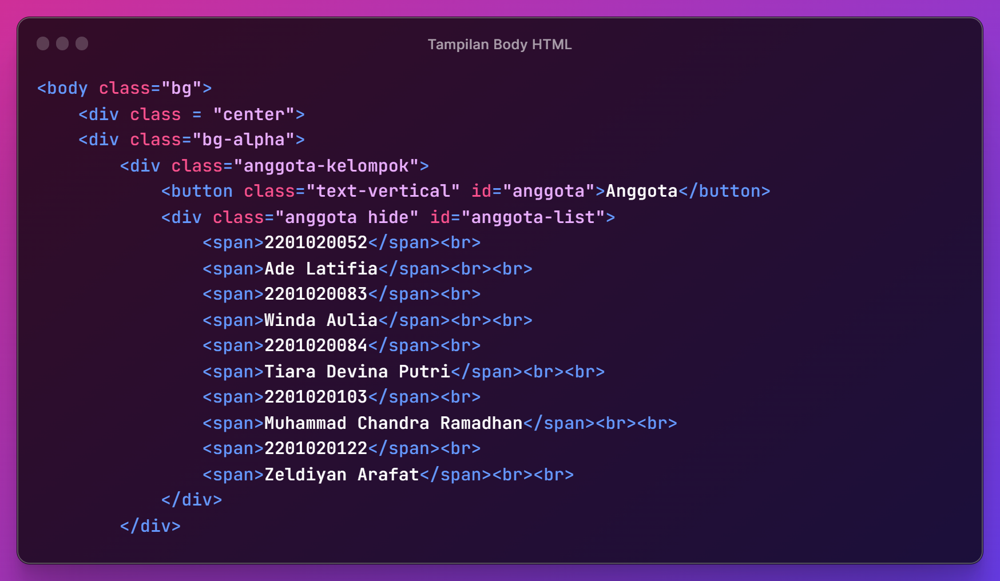 Tampilan Body HTML
<body class="bg">
<div class = "center">
<div class="bg-alpha">
<div class="anggota-kelompok">
<button class="text-vertical" id="anggota">Anggota</button>
<div class="anggota hide" id="anggota-list">
<span>2201020052</span><br>
<span>Ade Latifia</span><br><br>
<span>2201020083</span><br>
<span>Winda Aulia</span><br><br>
<span>2201020084</span><br>
<span>Tiara Devina Putri</span><br><br>
<span>2201020103</span><br>
<span>Muhammad Chandra Ramadhan</span><br><br>
<span>2201020122</span><br>
<span>Zeldiyan Arafat</span><br><br>
</div>
</div>